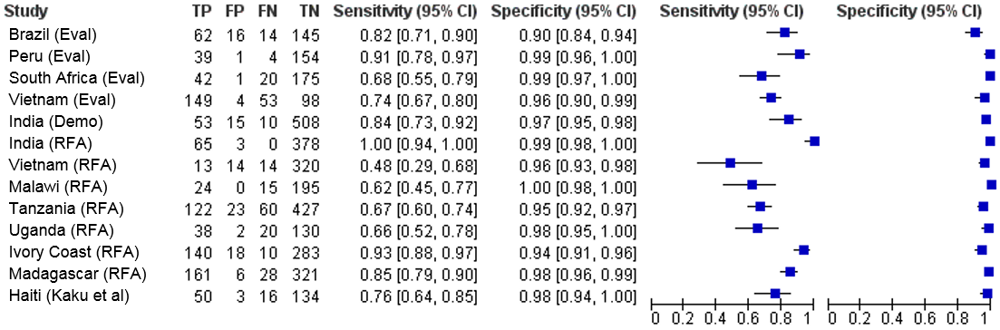 Study TP FP FN TN Sensitivity (95% CI) Specificity (95% CI) Sensitivity (95% CI) Specificity (95% CI)
Brazil (Eval) 62 16 14 145 0.82 [0.71, 0.90] 0.90 [0.84, 0.94]
Peru (Eval) 39 1 4 154 0.91 [0.78, 0.97] 0.99 [0.96, 1.00]
South Africa (Eval) 42 1 20 175 0.68 [0.55, 0.79] 0.99 [0.97, 1.00]
Vietnam (Eval) 149 4 53 98 0.74 [0.67, 0.80] 0.96 [0.90, 0.99]
India (Demo) 53 15 10 508 0.84 [0.73, 0.92] 0.97 [0.95, 0.98]
India (RFA) 65 3 0 378 1.00 [0.94, 1.00] 0.99 [0.98, 1.00]
Vietnam (RFA) 13 14 14 320 0.48 [0.29, 0.68] 0.96 [0.93, 0.98]
Malawi (RFA) 24 0 15 195 0.62 [0.45, 0.77] 1.00 [0.98, 1.00]
Tanzania (RFA) 122 23 60 427 0.67 [0.60, 0.74] 0.95 [0.92, 0.97]
Uganda (RFA) 38 2 20 130 0.66 [0.52, 0.78] 0.98 [0.95, 1.00]
Ivory Coast (RFA) 140 18 10 283 0.93 [0.88, 0.97] 0.94 [0.91, 0.96]
Madagascar (RFA) 161 6 28 321 0.85 [0.79, 0.90] 0.98 [0.96, 0.99]
Haiti (Kaku et al) 50 3 16 134 0.76 [0.64, 0.85] 0.98 [0.94, 1.00]
0 0.2 0.4 0.6 0.8 1 0 0.2 0.4 0.6 0.8 1